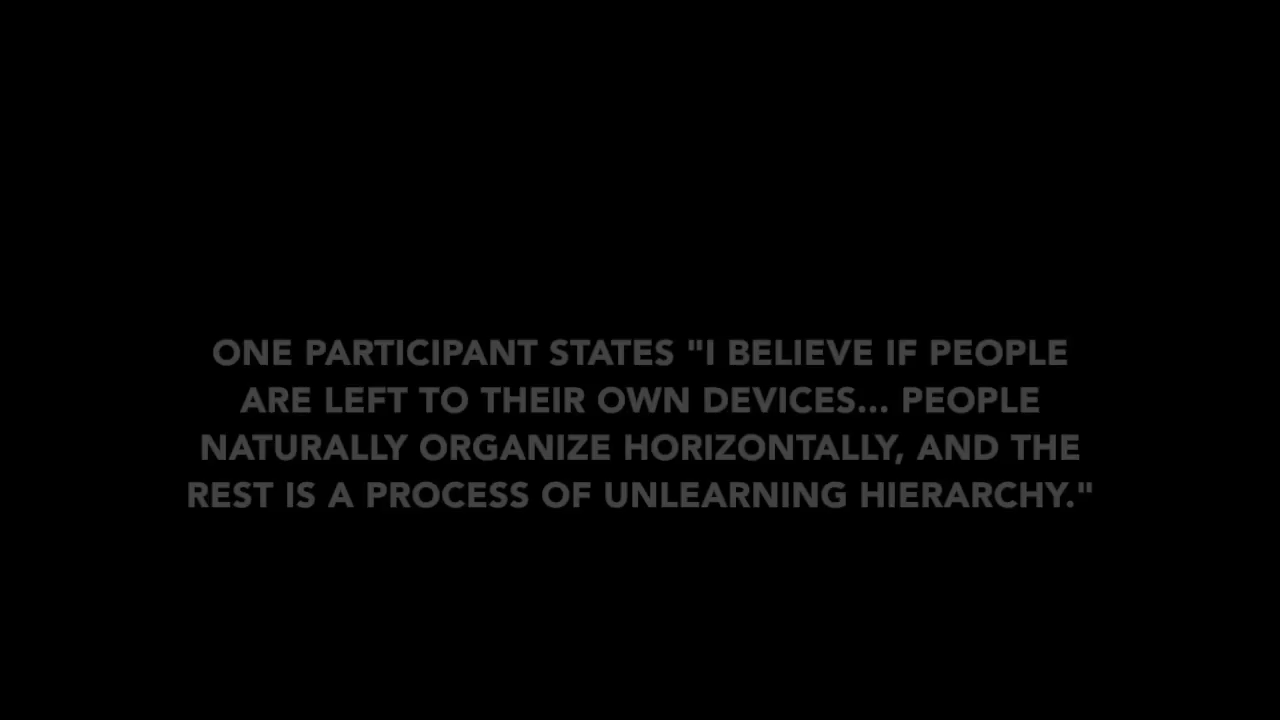 ONE PARTICIPANT STATES "I BELIEVE IF PEOPLE
ARE LEFT TO THEIR OWN DEVICES... PEOPLE
NATURALLY ORGANIZE HORIZONTALLY, AND THE
REST IS A PROCESS OF UNLEARNING HIERARCHY."